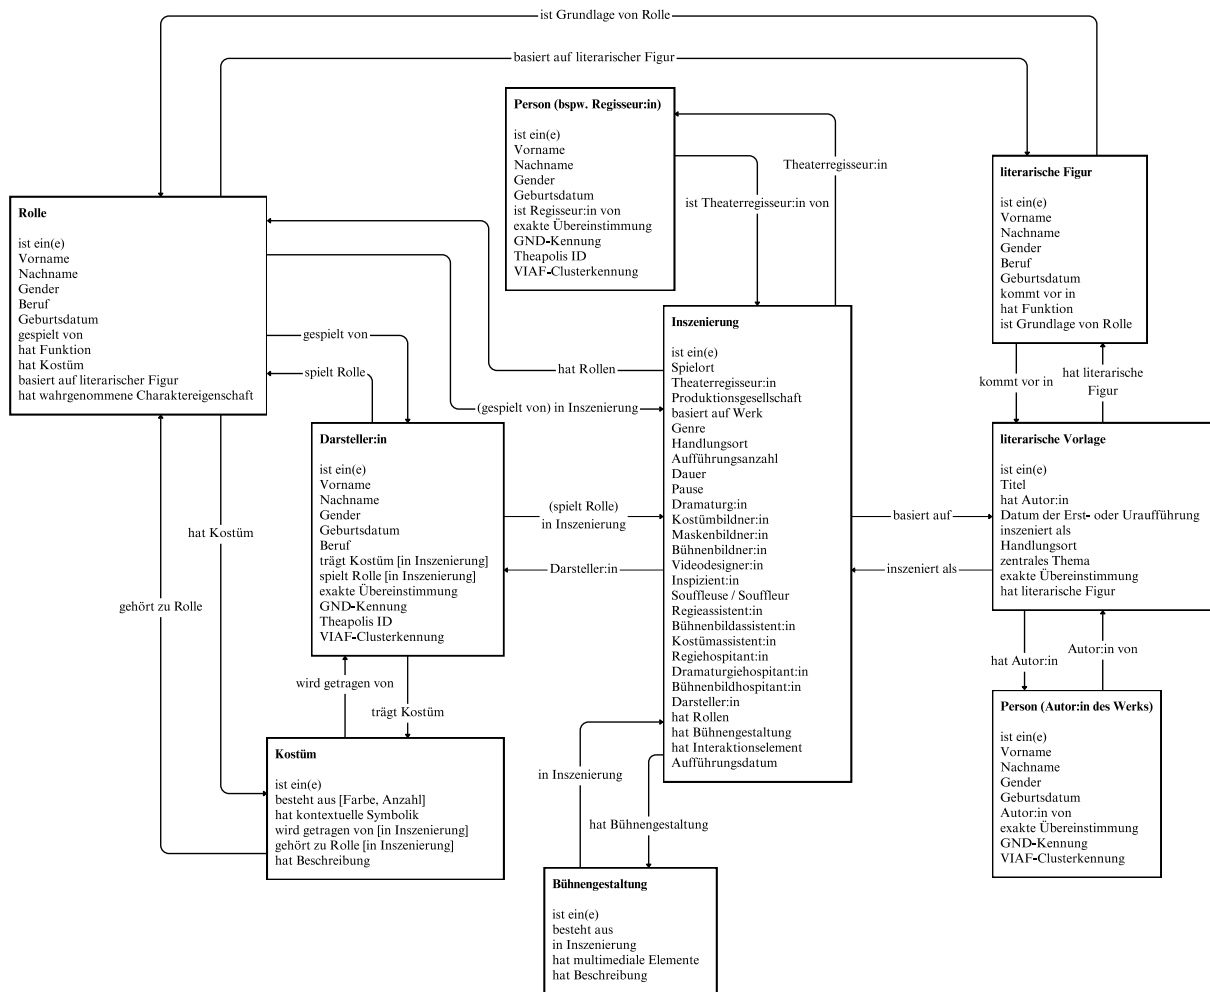 ist Grundlage von Rolle
basiert auf literarischer Figur
Person (bspw. Regisseur:in)
ist ein(e)
Vorname
Nachname
Gender
Geburtsdatum
ist Regisseur:in von
exakte Übereinstimmung
GND-Kennung
Theapolis ID
VIAF-Clusterkennung
Theaterregisseur:in
ist Theaterregisseur:in von
literarische Figur
ist ein(e)
Vorname
Nachname
Gender
Beruf
Geburtsdatum
kommt vor in
hat Funktion
ist Grundlage von Rolle
Rolle
ist ein(e)
Vorname
Nachname
Gender
Beruf
Geburtsdatum
gespielt von
hat Funktion
hat Kostüm
basiert auf literarischer Figur
hat wahrgenommene Charaktereigenschaft
gespielt von
spielt Rolle
hat Rollen
(gespielt von) in Inszenierung
Inszenierung
ist ein(e)
Spielort
Theaterregisseur:in
Produktionsgesellschaft
basiert auf Werk
Genre
Handlungsort
Aufführungsanzahl
Dauer
Pause
Dramaturg:in
Kostümbildner:in
Maskenbildner:in
Bühnenbildner:in
Videodesigner:in
Inspizient:in
Souffleuse / Souffleur
Regieassistent:in
Bühnenbildassistent:in
Kostümassistent:in
Regiehospitant:in
Dramaturgiehospitant:in
Bühnenbildhospitant:in
Darsteller:in
hat Rollen
hat Bühnengestaltung
hat Interaktionselement
Aufführungsdatum
kommt vor in
hat literarische
Figur
Darsteller:in
ist ein(e)
Vorname
Nachname
Gender
Geburtsdatum
Beruf
trägt Kostüm [in Inszenierung]
spielt Rolle [in Inszenierung]
exakte Übereinstimmung
GND-Kennung
Theapolis ID
VIAF-Clusterkennung
(spielt Rolle)
in Inszenierung
Darsteller:in
basiert auf
inszeniert als
literarische Vorlage
ist ein(e)
Titel
hat Autor:in
Datum der Erst- oder Uraufführung
inszeniert als
Handlungsort
zentrales Thema
exakte Übereinstimmung
hat literarische Figur
hat Kostüm
gehört zu Rolle
wird getragen von
trägt Kostüm
hat Autor:in
Autor:in von
Person (Autor:in des Werks)
ist ein(e)
Vorname
Nachname
Gender
Geburtsdatum
Autor:in von
exakte Übereinstimmung
GND-Kennung
VIAF-Clusterkennung
Kostüm
ist ein(e)
besteht aus [Farbe, Anzahl]
hat kontextuelle Symbolik
wird getragen von [in Inszenierung]
gehört zu Rolle [in Inszenierung]
hat Beschreibung
in Inszenierung
hat Bühnengestaltung
Bühnengestaltung
ist ein(e)
besteht aus
in Inszenierung
hat multimediale Elemente
hat Beschreibung